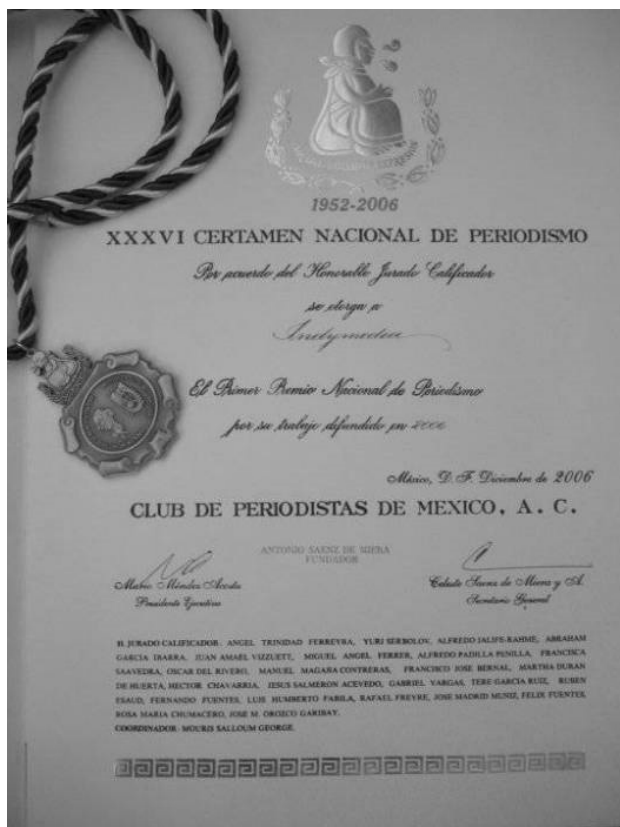 1952-2006
XXXVI CERTAMEN NACIONAL DE PERIODISMO
Por acuerdo del Honorable Jurado Calificador
se otorga a
Indymedia
El Primer Premio Nacional de Periodismo
por su trabajo difundido en 2006
México, D. F. Diciembre de 2006
CLUB DE PERIODISTAS DE MEXICO, A. C.
ANTONIO SAENZ DE MIERA
FUNDADOR
Mario Méndez Acosta
Presidente Ejecutivo
Celeste Saenz de Miera y A.
Secretario General
H. JURADO CALIFICADOR: ANGEL TRINIDAD FERREYRA, YURI SERBOLOV, ALFREDO JALIFE-RAHME, ABRAHAM
GARCIA IBARRA, JUAN AMAEL VIZZUETT, MIGUEL ANGEL FERRER, ALFREDO PADILLA PENILLA, FRANCISCA
SAAVEDRA, OSCAR DEL RIVERO, MANUEL MAGAÑA CONTRERAS, FRANCISCO JOSE BERNAL, MARTHA DURAN
DE HUERTA, HECTOR CHAVARRIA, JESUS SALMERON ACEVEDO, GABRIEL VARGAS, TERE GARCIA RUIZ, RUBEN
ESAUD, FERNANDO FUENTES, LUIS HUMBERTO FABILA, RAFAEL FREYRE, JOSE MADRID MUNIZ, FELIX FUENTES,
ROSA MARIA CHUMACERO, JOSE M. OROZCO GARIBAY.
COORDINADOR: MOURIS SALLOUM GEORGE.